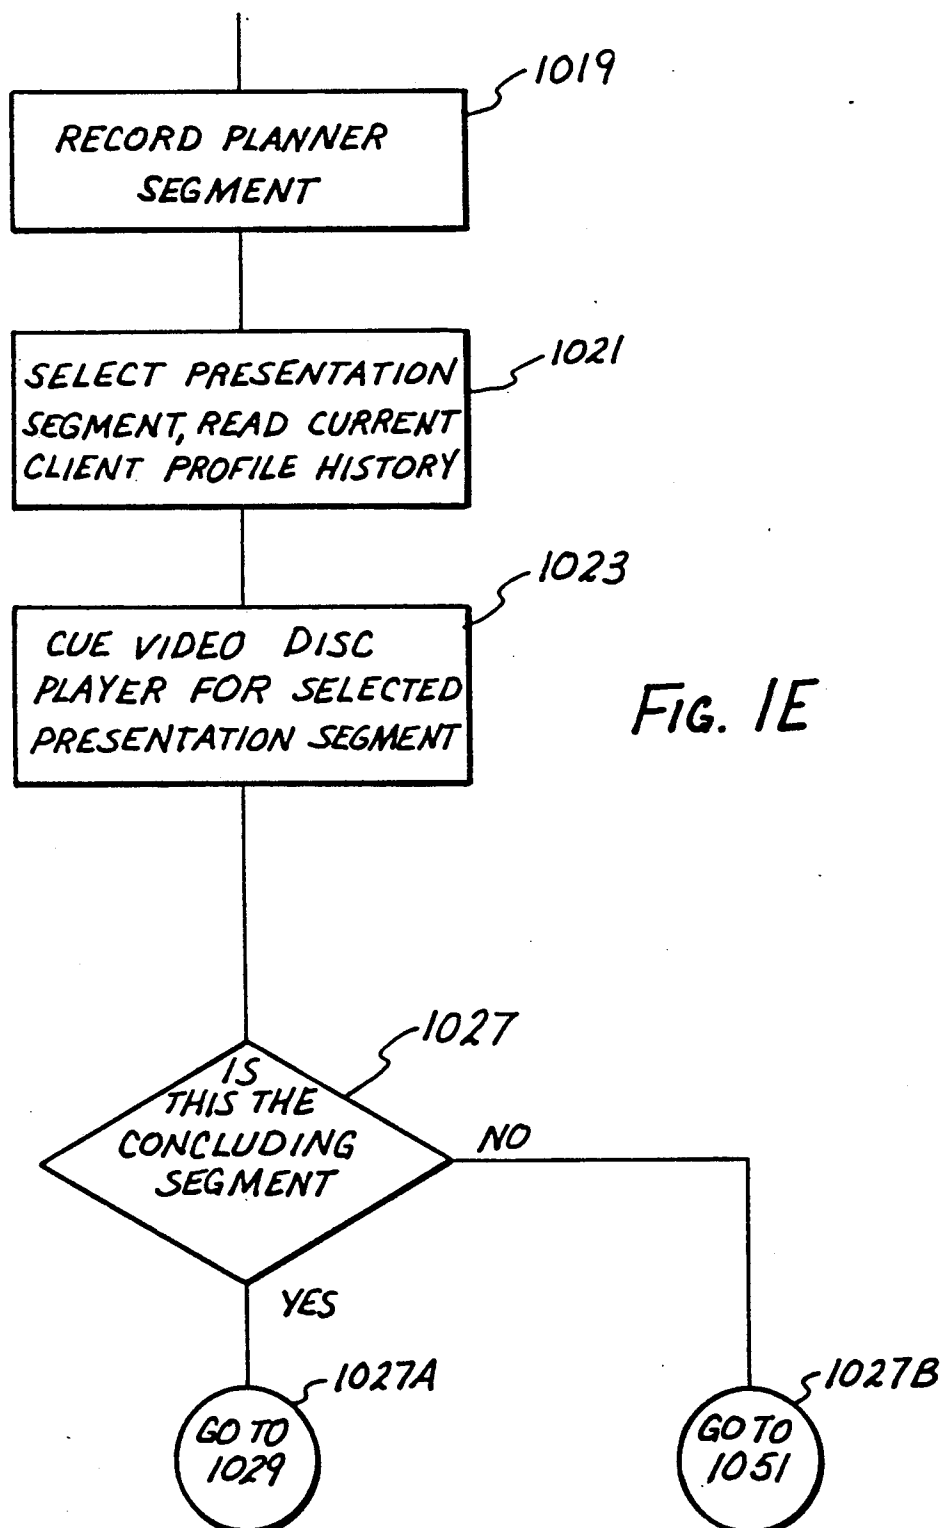 1019
RECORD PLANNER
SEGMENT
1021
SELECT PRESENTATION
SEGMENT, READ CURRENT
CLIENT PROFILE HISTORY
1023
CUE VIDEO DISC
PLAYER FOR SELECTED
PRESENTATION SEGMENT
FIG. 1E
1027
IS
THIS THE
CONCLUDING
SEGMENT
NO
YES
1027A
GO TO
1029
1027B
GO TO
1051